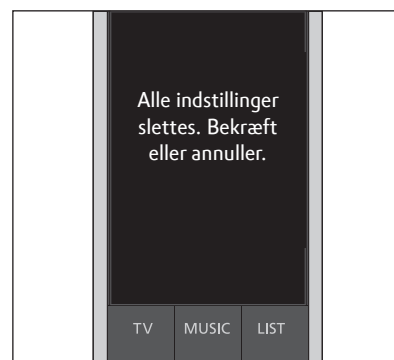 Alle indstillinger
slettes. Bekræft
eller annuller.
TV MUSIC LIST